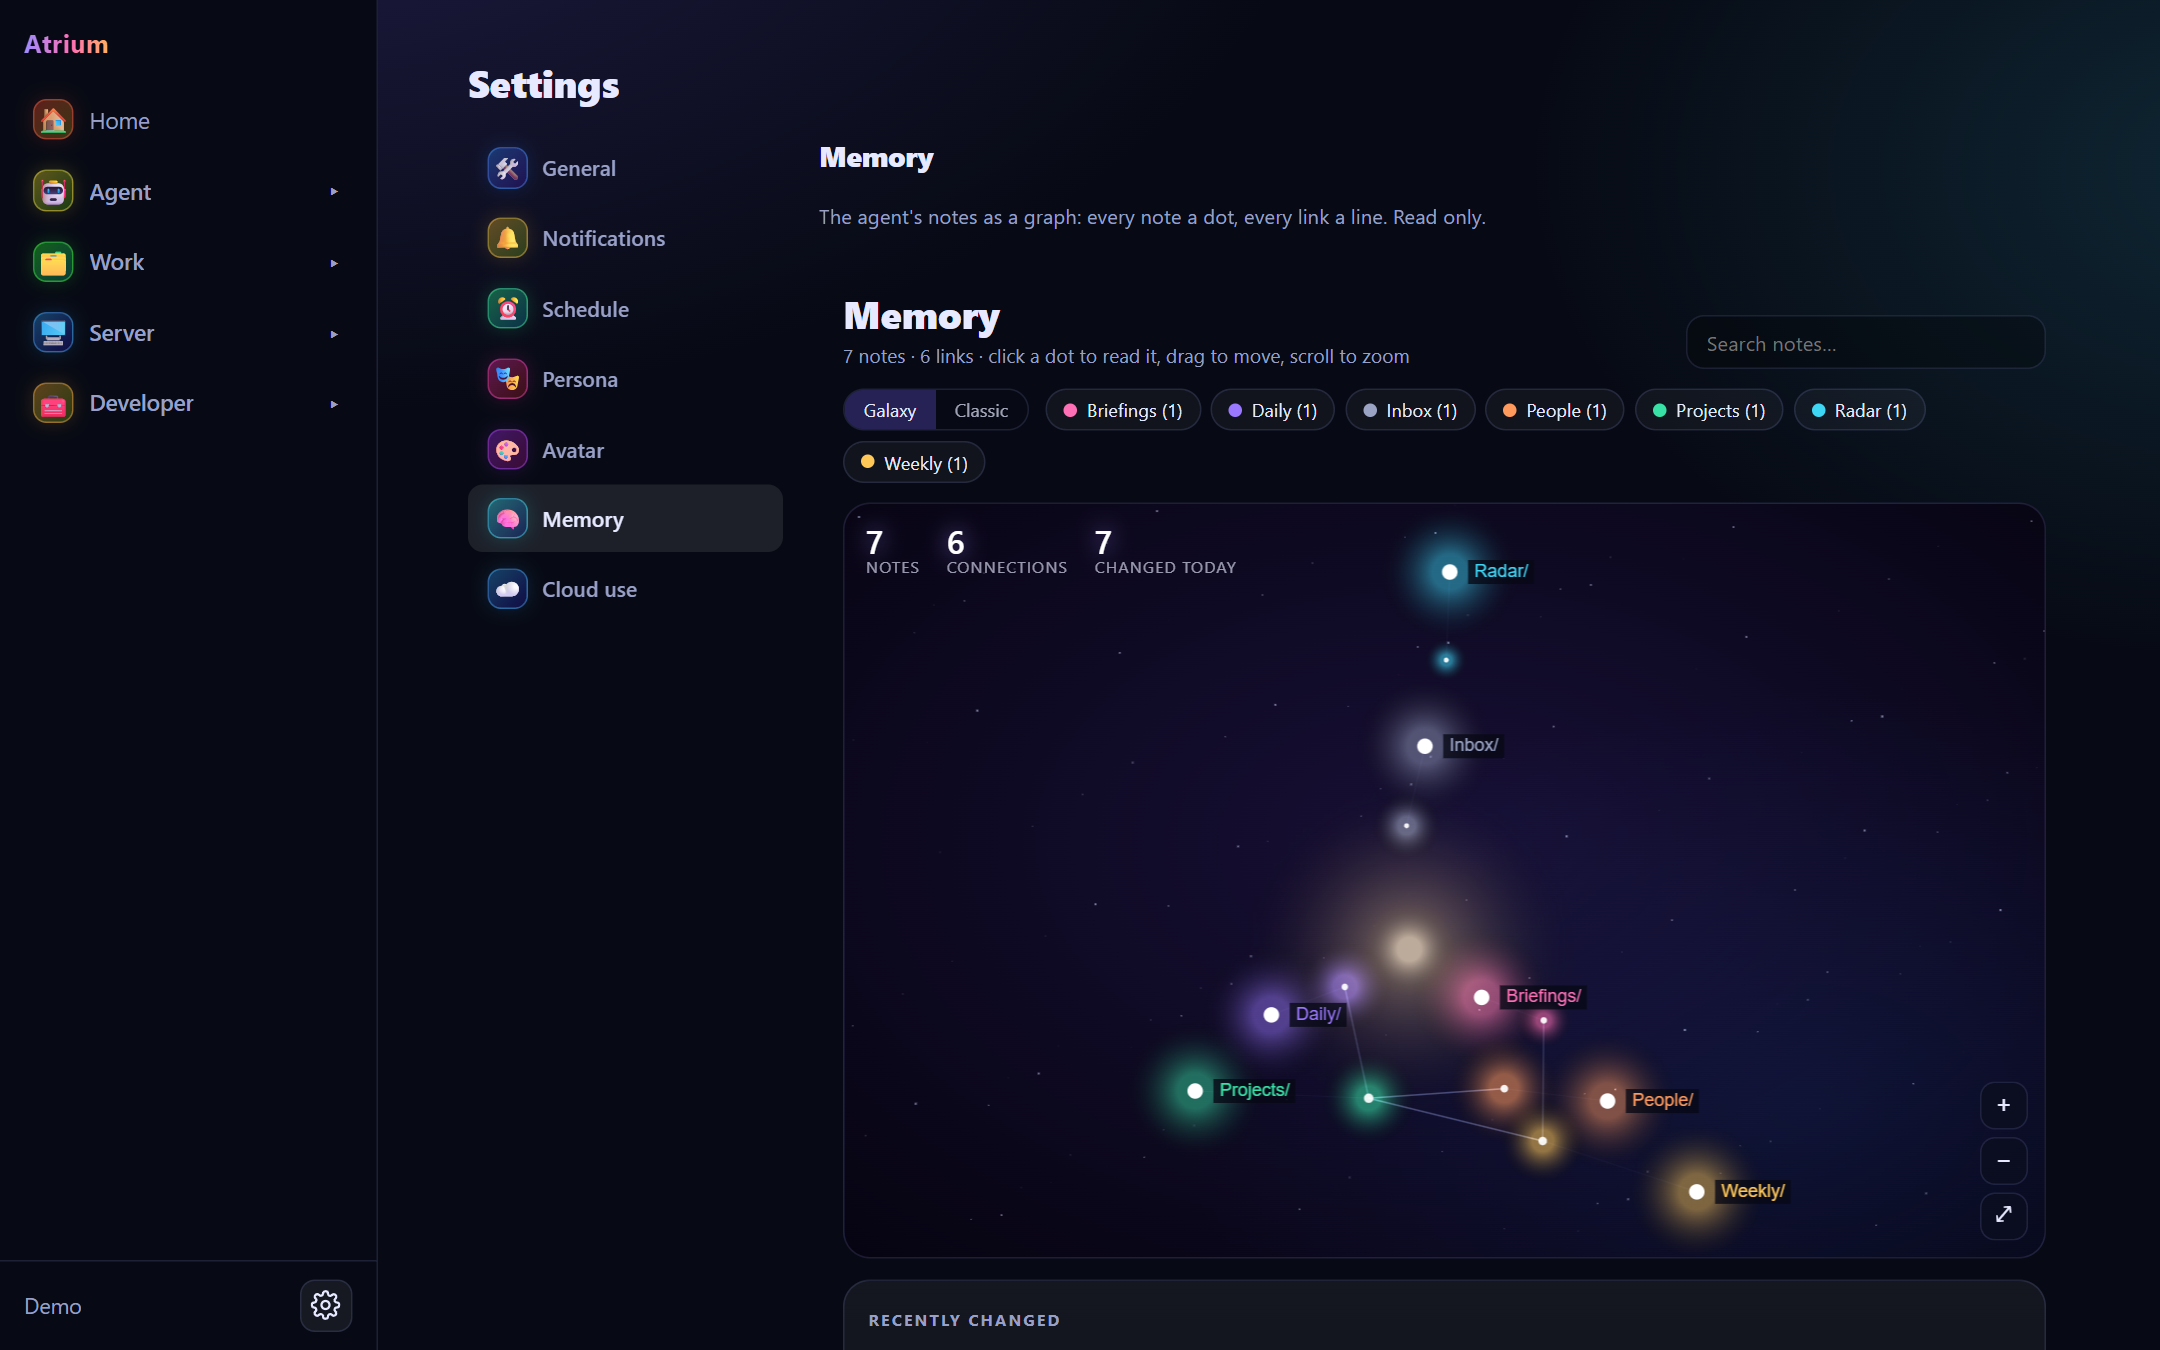 Atrium
Home
Agent
Work
Server
Developer
Demo
Settings
General
Notifications
Schedule
Persona
Avatar
Memory
Cloud use
Memory
The agent's notes as a graph: every note a dot, every link a line. Read only.
Memory
7 notes · 6 links · click a dot to read it, drag to move, scroll to zoom
Search notes...
Galaxy Classic Briefings (1) Daily (1) Inbox (1) People (1) Projects (1) Radar (1)
Weekly (1)
7 6 7
NOTES CONNECTIONS CHANGED TODAY
Radar/
Inbox/
Briefings/
Daily/
Projects/
People/
Weekly/
+
−
RECENTLY CHANGED